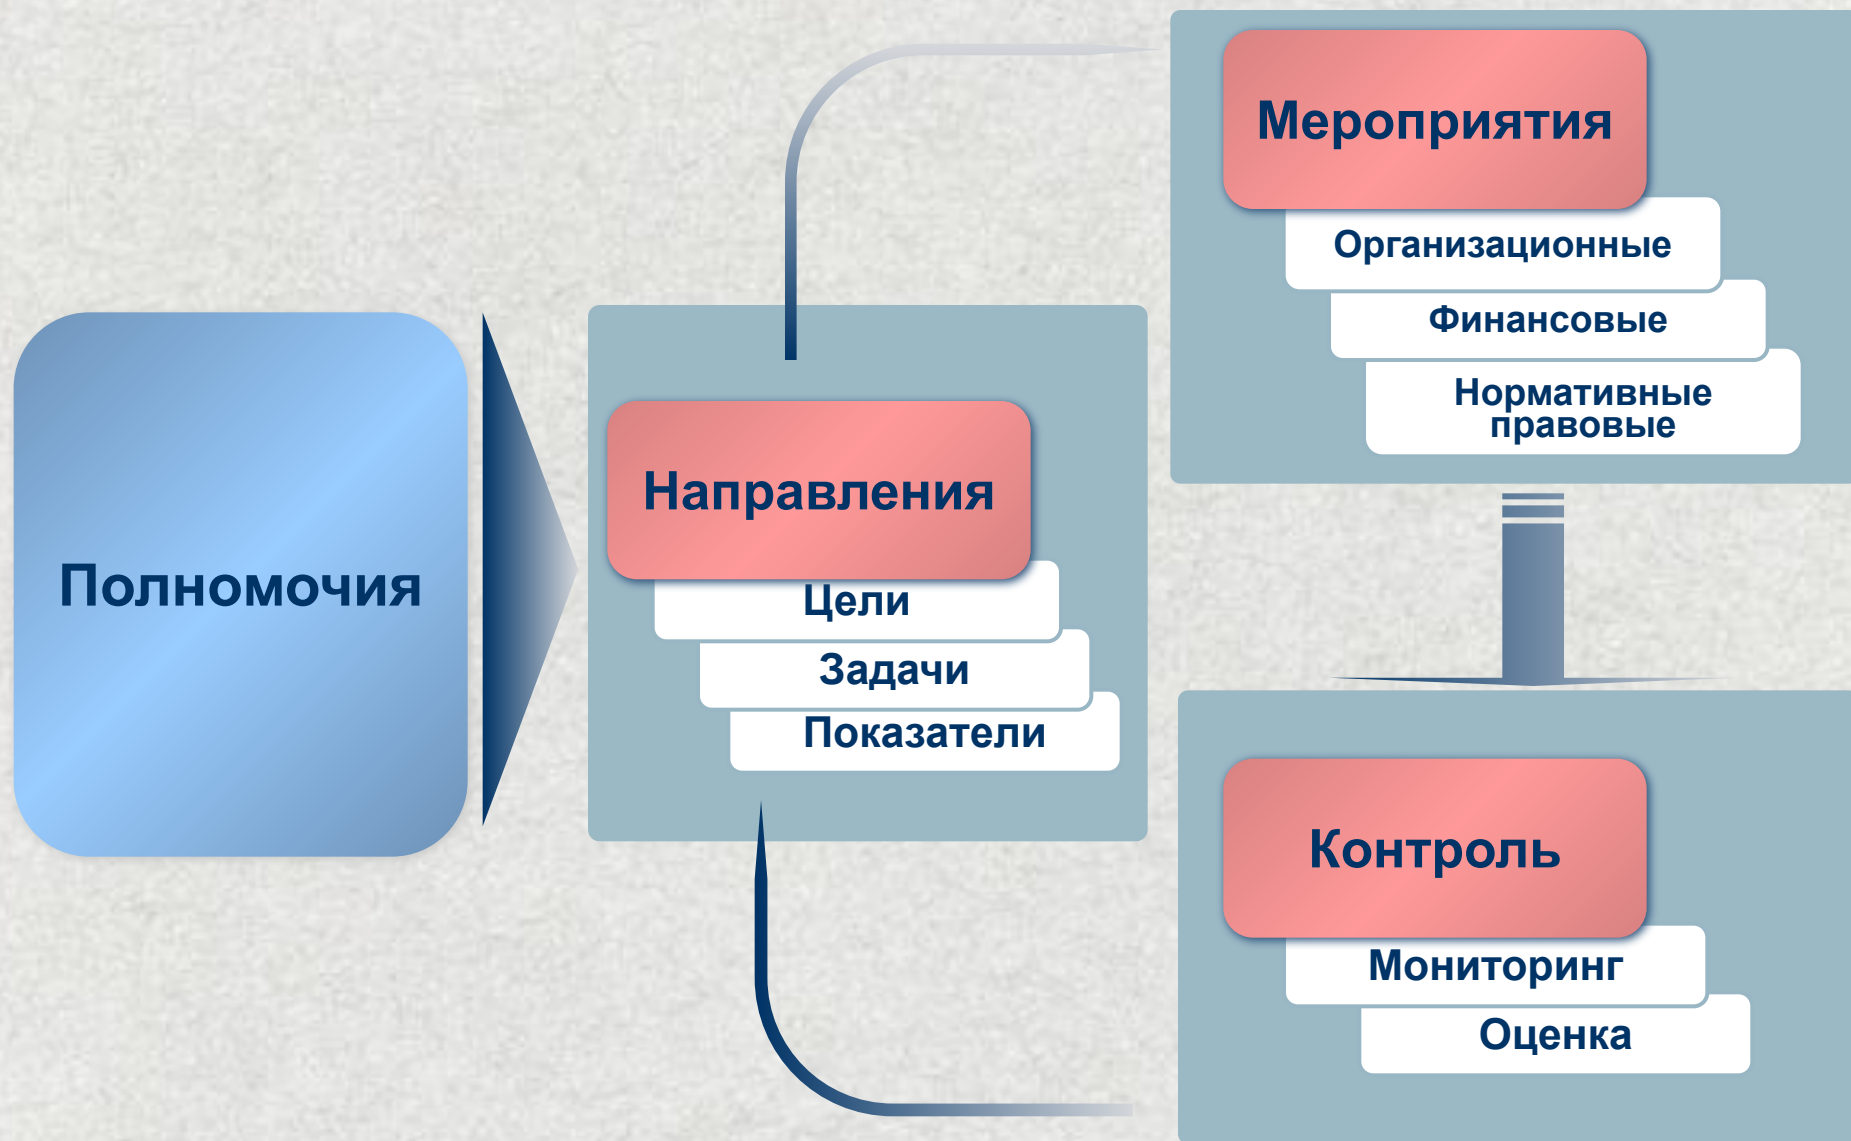 Полномочия
Направления
Цели
Задачи
Показатели
Мероприятия
Организационные
Финансовые
Нормативные
правовые
Контроль
Мониторинг
Оценка